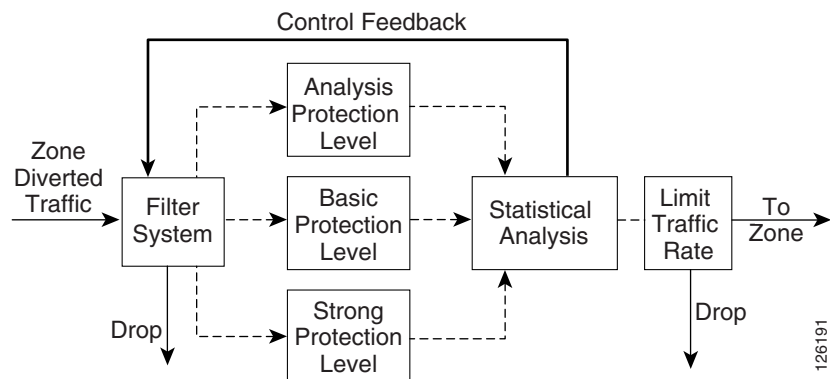 Control Feedback
Analysis
Protection
Level
Zone
Diverted
Traffic
Filter
System
Basic
Protection
Level
Statistical
Analysis
Limit
Traffic
Rate
To
Zone
Strong
Protection
Level
Drop
Drop
126191